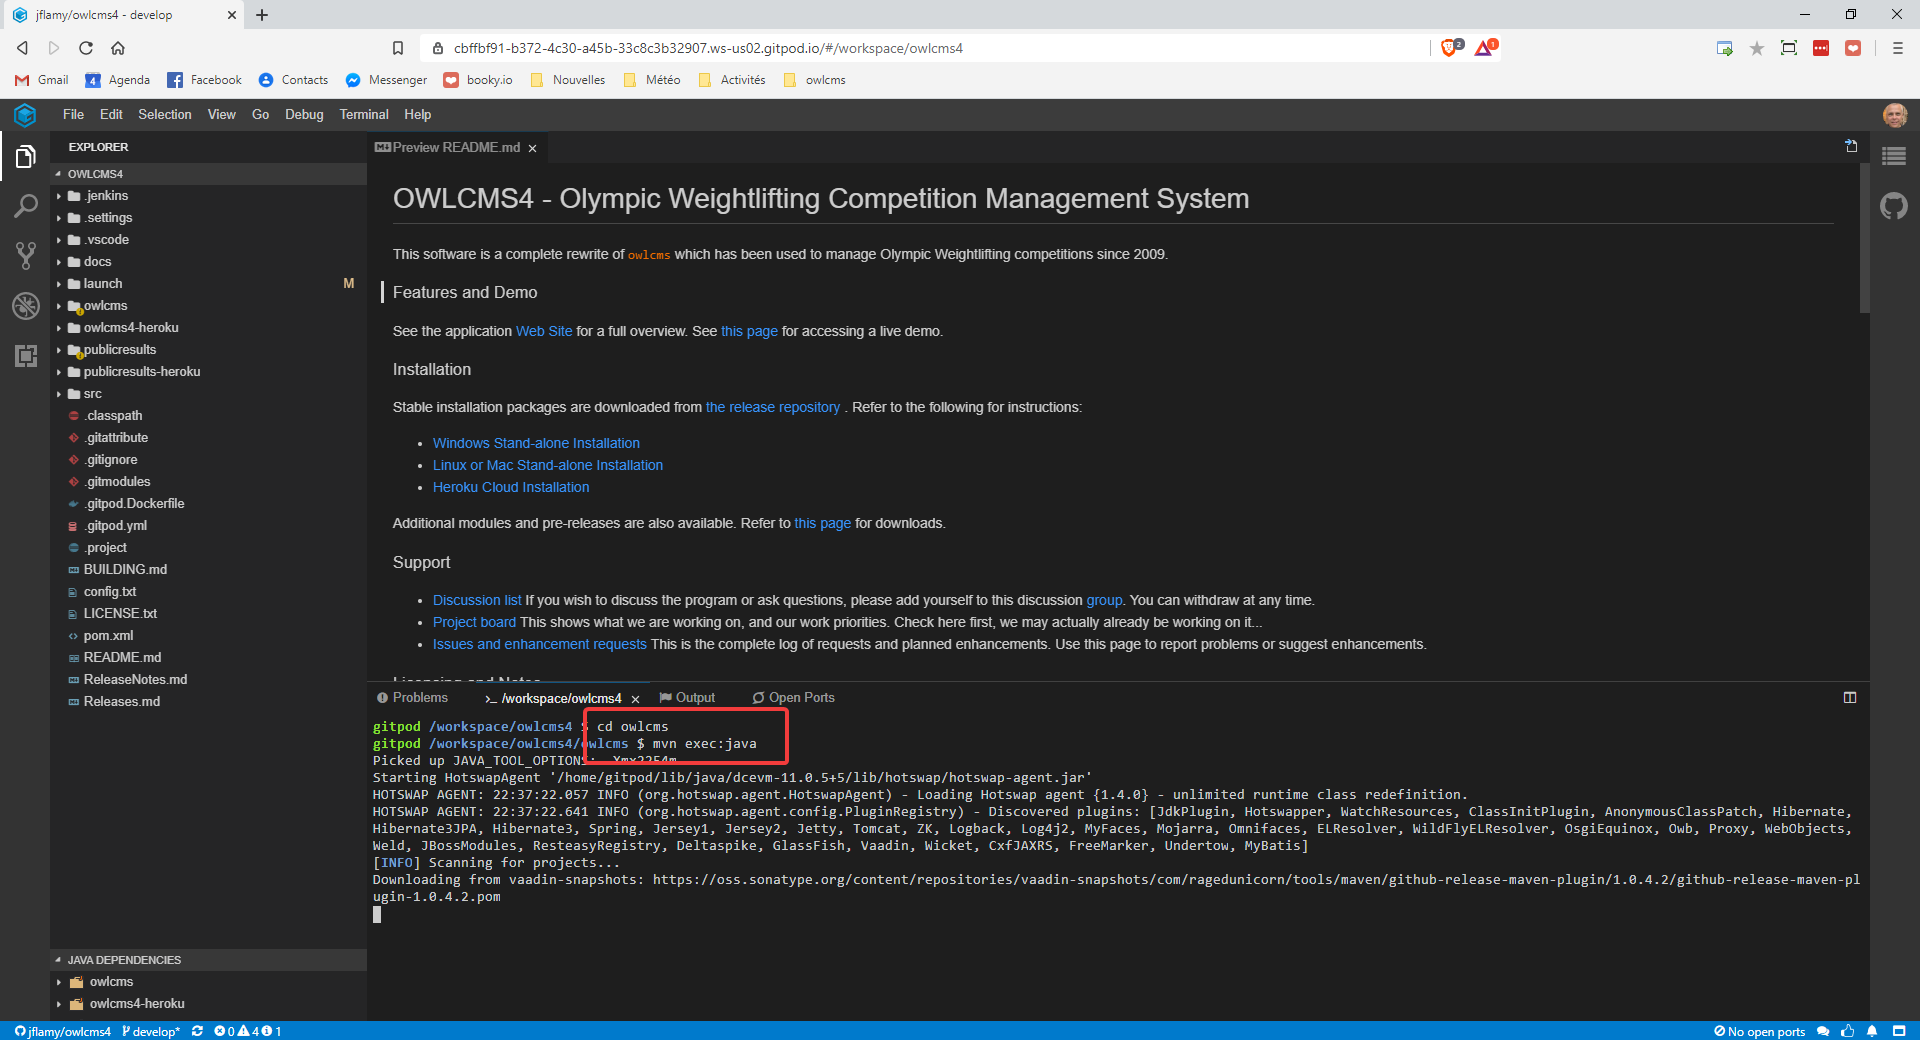 jflamy/owlcms4 - develop
cbffbf91-b372-4c30-a45b-33c8c3b32907.ws-us02.gitpod.io/#/workspace/owlcms4
2
1
Gmail
4
Agenda
Facebook
Contacts
Messenger
booky.io
Nouvelles
Météo
Activités
owlcms
File Edit Selection View Go Debug Terminal Help
EXPLORER
OWLCMS4
.jenkins
.settings
.vscode
docs
launch M
owlcms
owlcms4-heroku
publicresults
publicresults-heroku
src
.classpath
.gitattribute
.gitignore
.gitmodules
.gitpod.Dockerfile
.gitpod.yml
.project
BUILDING.md
config.txt
LICENSE.txt
pom.xml
README.md
ReleaseNotes.md
Releases.md
JAVA DEPENDENCIES
owlcms
owlcms4-heroku
Preview README.md
OWLCMS4 - Olympic Weightlifting Competition Management System
This software is a complete rewrite of owlcms which has been used to manage Olympic Weightlifting competitions since 2009.
Features and Demo
See the application Web Site for a full overview. See this page for accessing a live demo.
Installation
Stable installation packages are downloaded from the release repository . Refer to the following for instructions:
• Windows Stand-alone Installation
• Linux or Mac Stand-alone Installation
• Heroku Cloud Installation
Additional modules and pre-releases are also available. Refer to this page for downloads.
Support
• Discussion list If you wish to discuss the program or ask questions, please add yourself to this discussion group. You can withdraw at any time.
• Project board This shows what we are working on, and our work priorities. Check here first, we may actually already be working on it...
• Issues and enhancement requests This is the complete log of requests and planned enhancements. Use this page to report problems or suggest enhancements.
Licensing and Notes
Problems
>_ /workspace/owlcms4
Output
Open Ports
gitpod /workspace/owlcms4 $ cd owlcms
gitpod /workspace/owlcms4/owlcms $ mvn exec:java
Picked up JAVA_TOOL_OPTIONS: -Xmx2254m
Starting HotswapAgent '/home/gitpod/lib/java/dcevm-11.0.5+5/lib/hotswap/hotswap-agent.jar'
HOTSWAP AGENT: 22:37:22.057 INFO (org.hotswap.agent.HotswapAgent) - Loading Hotswap agent {1.4.0} - unlimited runtime class redefinition.
HOTSWAP AGENT: 22:37:22.641 INFO (org.hotswap.agent.config.PluginRegistry) - Discovered plugins: [JdkPlugin, Hotswapper, WatchResources, ClassInitPlugin, AnonymousClassPatch, Hibernate,
Hibernate3JPA, Hibernate3, Spring, Jersey1, Jersey2, Jetty, Tomcat, ZK, Logback, Log4j2, MyFaces, Mojarra, Omnifaces, ELResolver, WildFlyELResolver, OsgiEquinox, Owb, Proxy, WebObjects,
Weld, JBossModules, ResteasyRegistry, Deltaspike, GlassFish, Vaadin, Wicket, CxfJAXRS, FreeMarker, Undertow, MyBatis]
[INFO] Scanning for projects...
Downloading from vaadin-snapshots: https://oss.sonatype.org/content/repositories/vaadin-snapshots/com/ragedunicorn/tools/maven/github-release-maven-plugin/1.0.4.2/github-release-maven-pl
ugin-1.0.4.2.pom
jflamy/owlcms4 develop* 0 4 1
No open ports